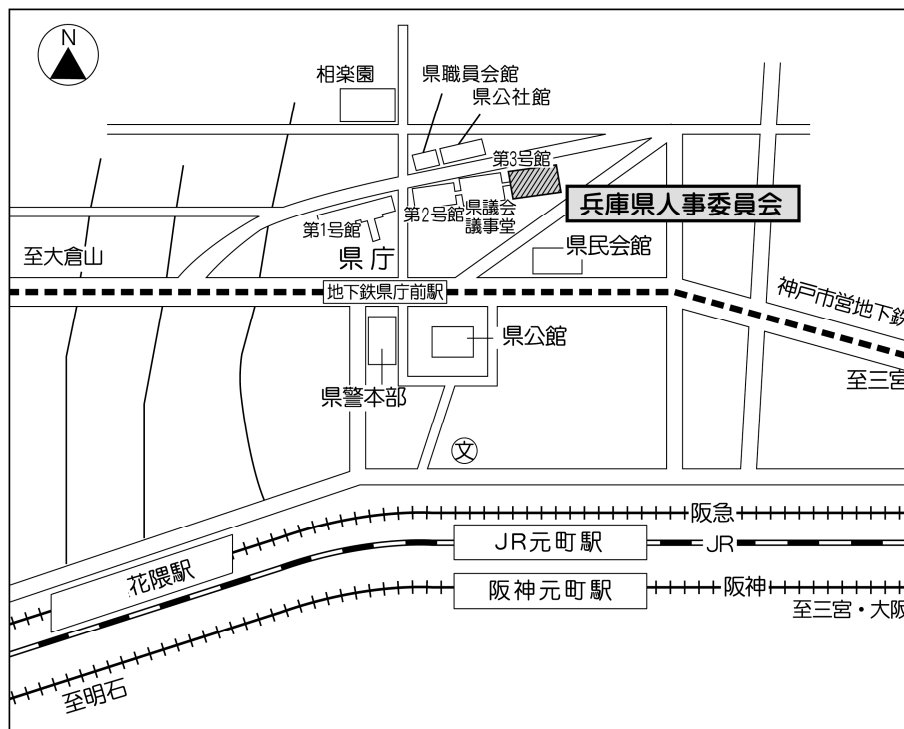 N
相楽園
県職員会館
県公社館
第3号館
兵庫県人事委員会
第2号館
県議会
議事堂
第1号館
県庁
県民会館
至大倉山
地下鉄県庁前駅
神戸市営地下鉄
至三宮
県公館
県警本部
文
阪急
JR元町駅
JR
花隈駅
阪神元町駅
阪神
至三宮・大阪
至明石